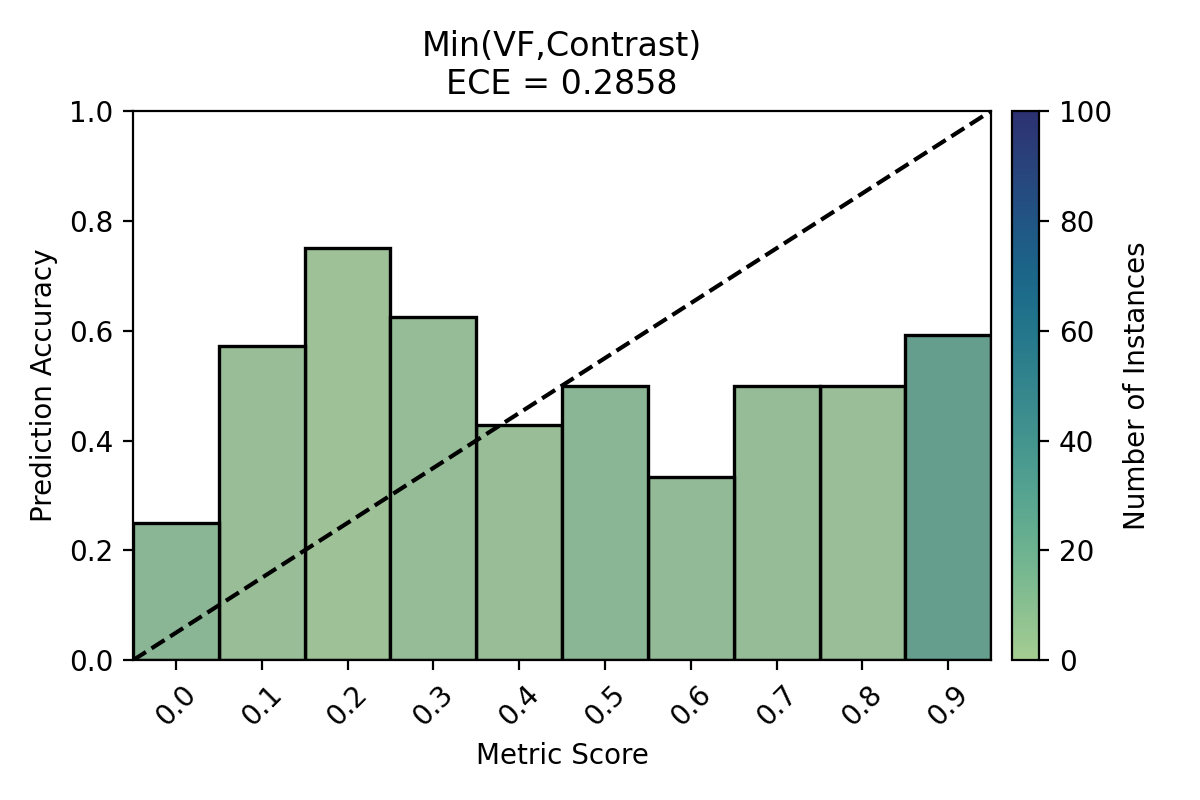 Min(VF,Contrast)
ECE = 0.2858
1.0
0.8
0.6
0.4
0.2
0.0
Prediction Accuracy
0.0 0.1 0.2 0.3 0.4 0.5 0.6 0.7 0.8 0.9
Metric Score
100
80
60
40
20
0
Number of Instances